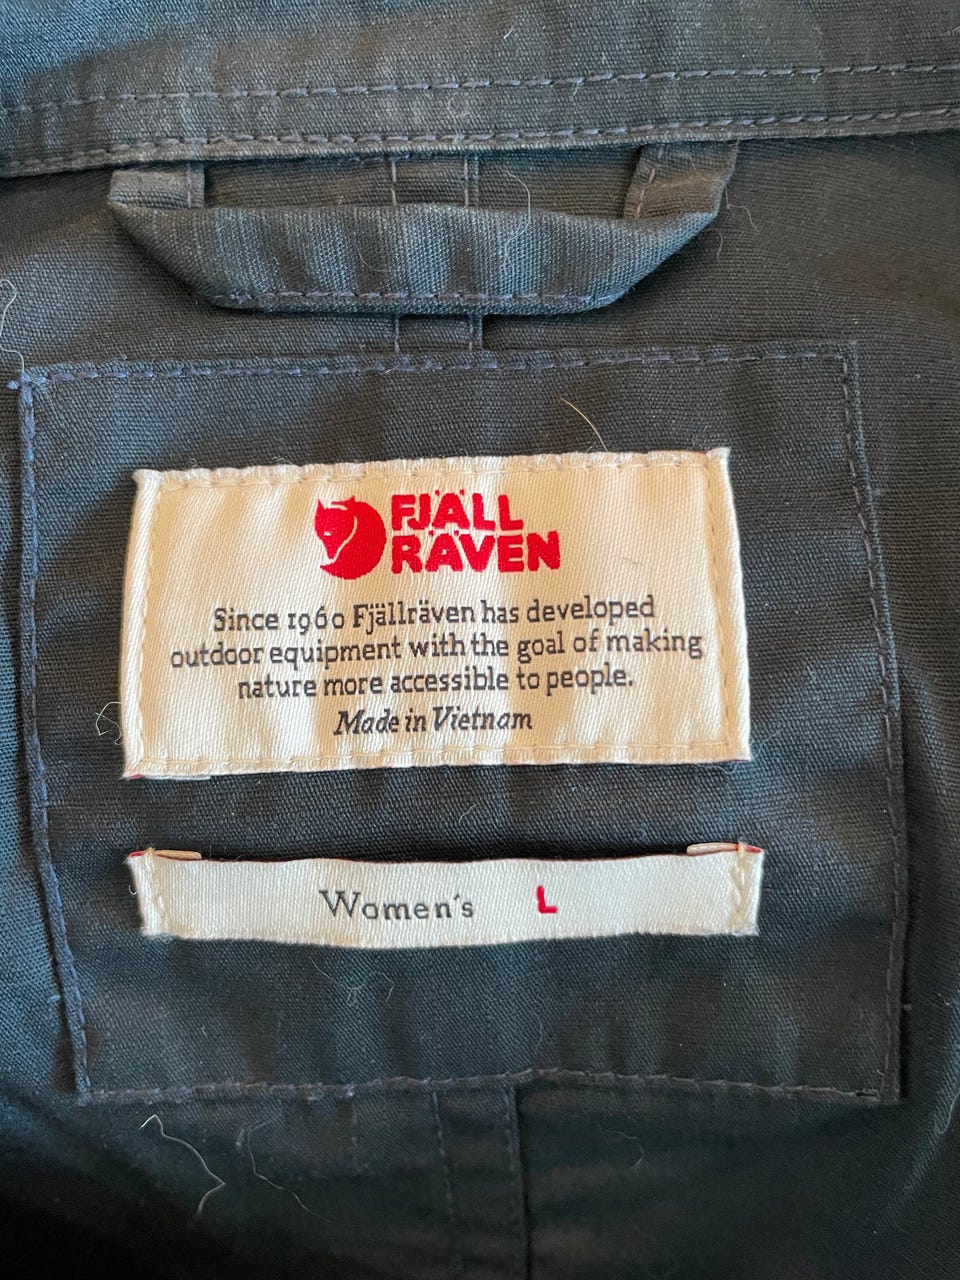 FJÄLL
RÄVEN
Since 1960 Fjällräven has developed
outdoor equipment with the goal of making
nature more accessible to people.
Made in Vietnam
Women's L